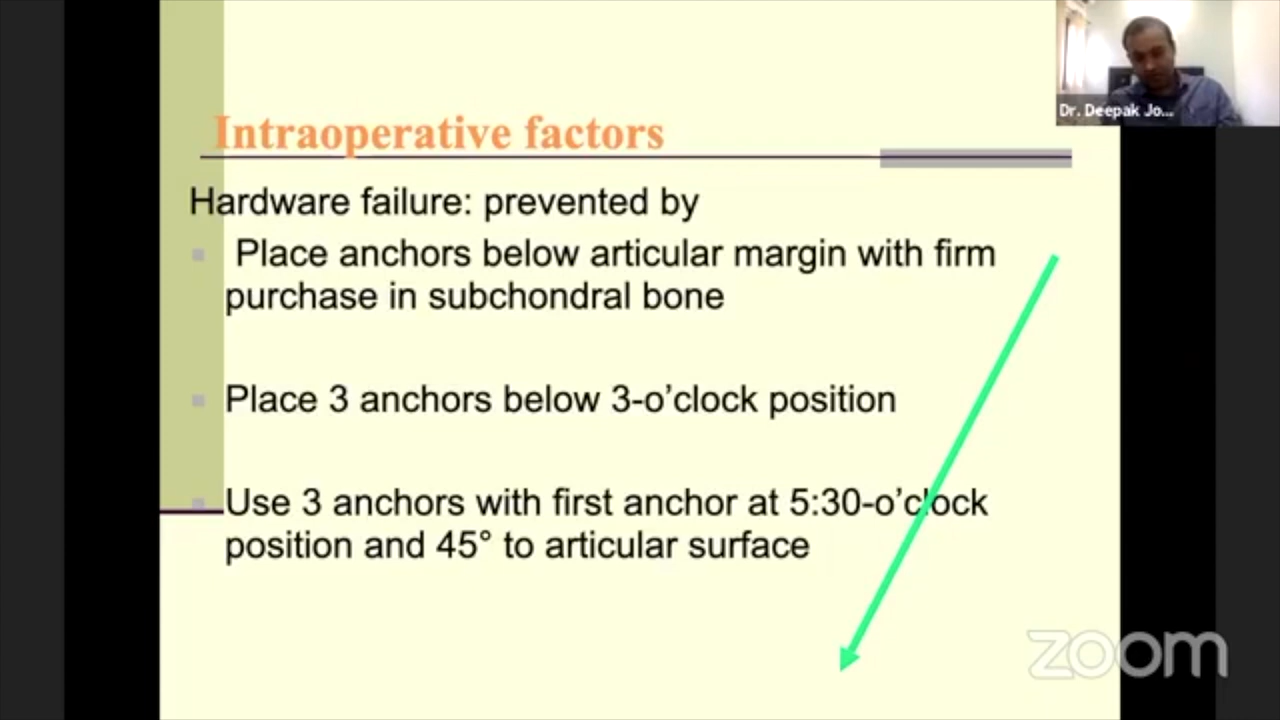 Dr. Deepak Jo...
Intraoperative factors
Hardware failure: prevented by
Place anchors below articular margin with firm
purchase in subchondral bone
Place 3 anchors below 3-o’clock position
Use 3 anchors with first anchor at 5:30-o’clock
position and 45° to articular surface
zoom